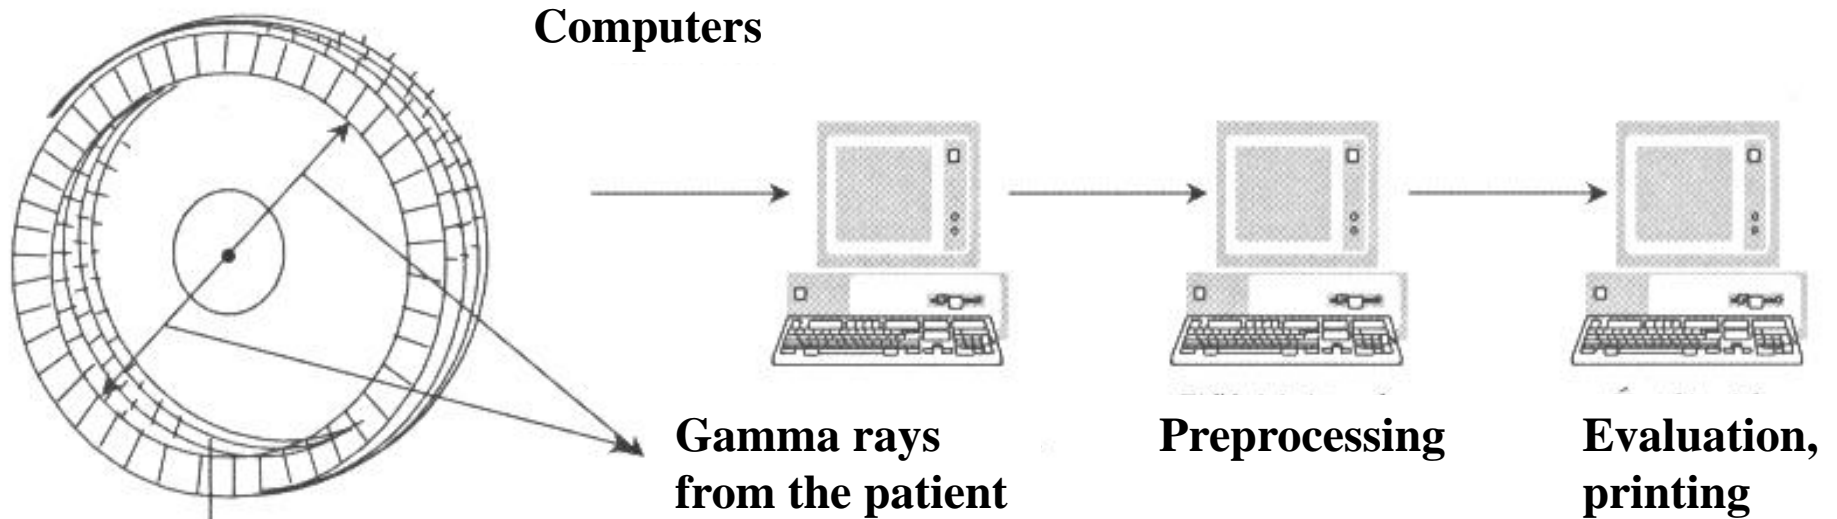 Computers
Gamma rays
from the patient
Preprocessing
Evaluation,
printing